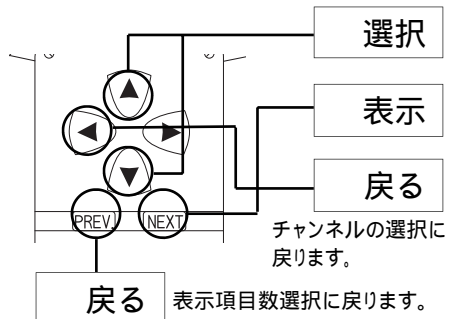 選択
表示
戻る
チャンネルの選択に
戻ります。
PREV.
NEXT
戻る
表示項目数選択に戻ります。